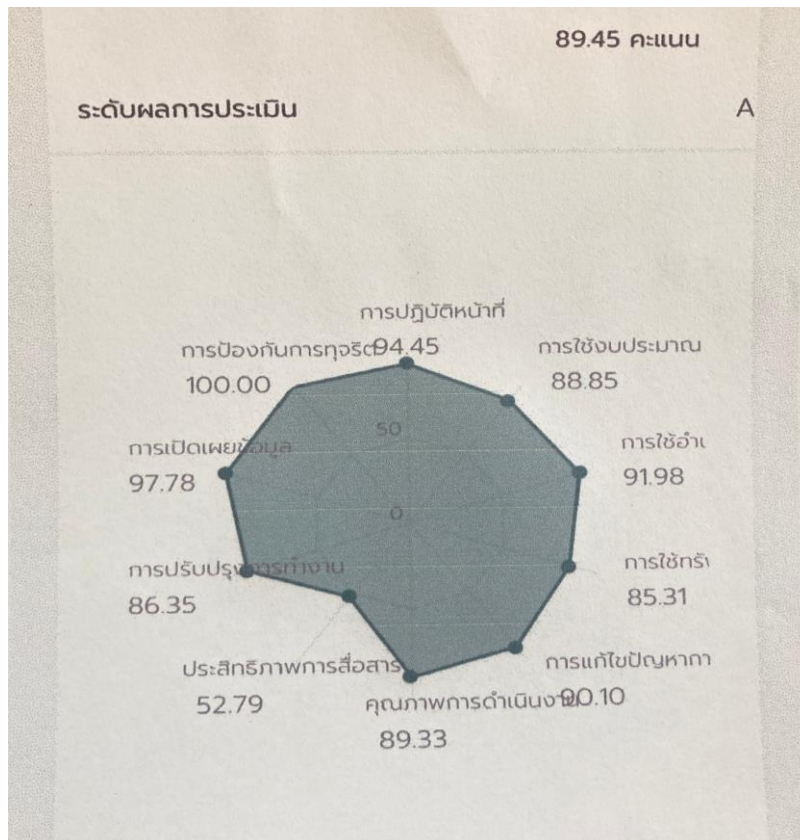 89.45 คะแนน
ระดับผลการประเมิน A
การปฏิบัติหน้าที่
94.45
การป้องกันการทุจริต
100.00
การใช้งบประมาณ
88.85
50
การเปิดเผยข้อมูล
97.78
การใช้อำ
91.98
0
การปรับปรุงการทำงาน
86.35
การใช้ทรั
85.31
ประสิทธิภาพการสื่อสาร
52.79
การแก้ไขปัญหากา
90.10
คุณภาพการดำเนินงาน
89.33